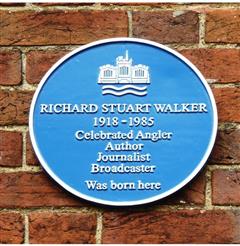 RICHARD STUART WALKER
1918 - 1985
Celebrated Angler
Author
Journalist
Broadcaster
Was born here